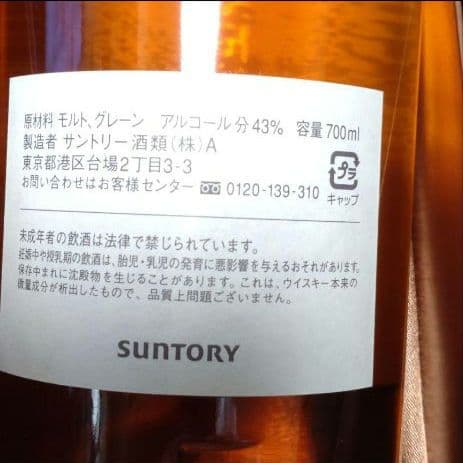 原材料 モルト、グレーン アルコール分 43% 容量 700ml
製造者 サントリー酒類(株)A
東京都港区台場2丁目3-3
お問い合わせはお客様センター 0120-139-310
プラ
キャップ
未成年者の飲酒は法律で禁じられています。
妊娠中や授乳期の飲酒は、胎児・乳児の発育に悪影響を与えるおそれがあります。
保存中まれに沈殿物を生じることがあります。これは、ウイスキー本来の
微量成分が析出したもので、品質上問題ございません。
SUNTORY